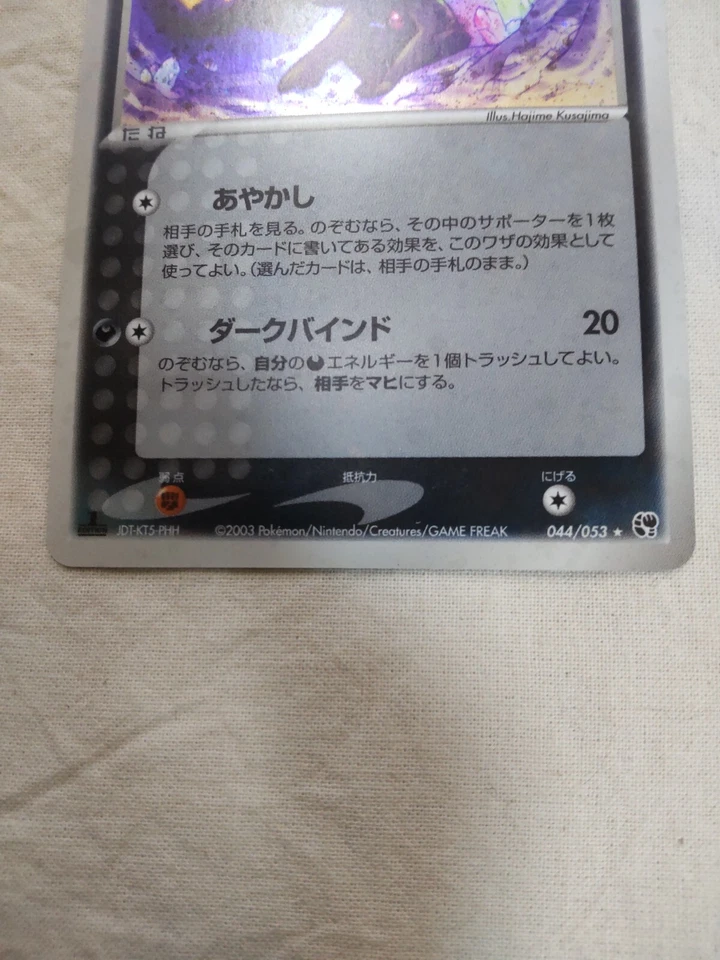 Illus.Hajime Kusajima
たね
あやかし
相手の手札を見る。のぞむなら、その中のサポーターを1枚
選び、そのカードに書いてある効果を、このワザの効果として
使ってよい。(選んだカードは、相手の手札のまま。)
ダークバインド 20
のぞむなら、自分のエネルギーを1個トラッシュしてよい。
トラッシュしたなら、相手をマヒにする。
弱点 抵抗力 にげる
JDT-KT5-PHH ©2003 Pokémon/Nintendo/Creatures/GAME FREAK 044/053 ★